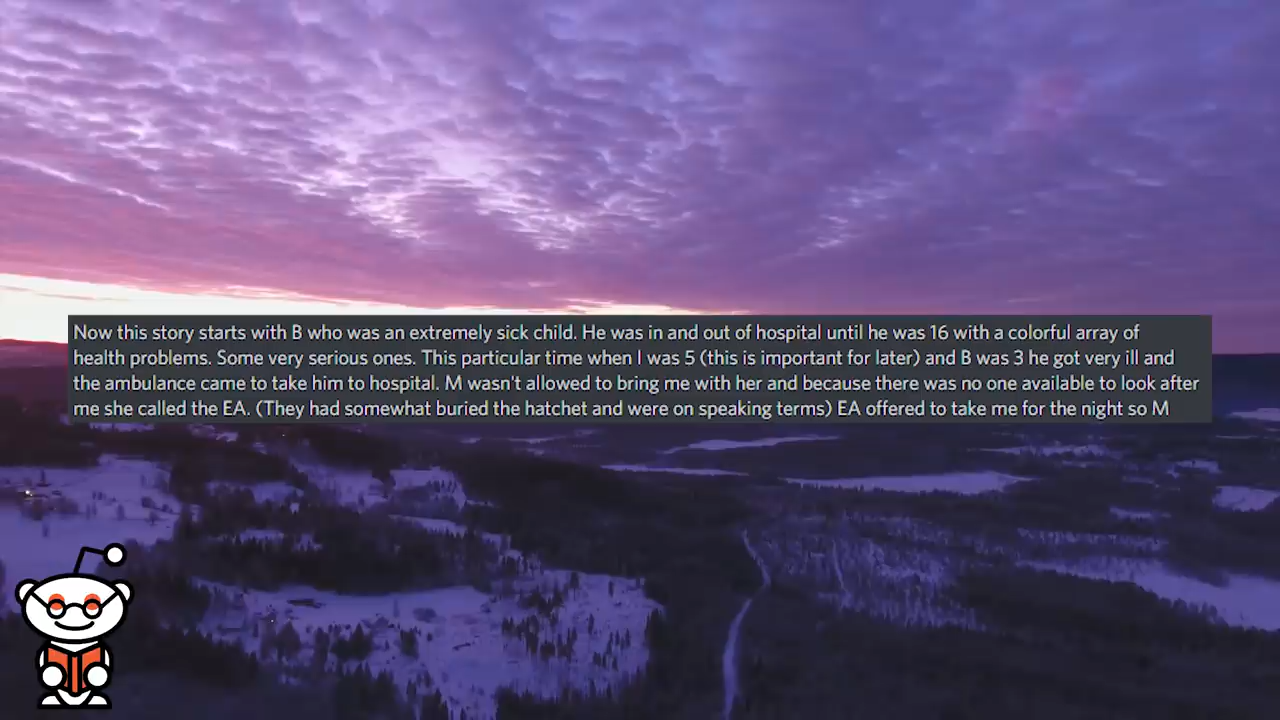 Now this story starts with B who was an extremely sick child. He was in and out of hospital until he was 16 with a colorful array of
health problems. Some very serious ones. This particular time when I was 5 (this is important for later) and B was 3 he got very ill and
the ambulance came to take him to hospital. M wasn't allowed to bring me with her and because there was no one available to look after
me she called the EA. (They had somewhat buried the hatchet and were on speaking terms) EA offered to take me for the night so M